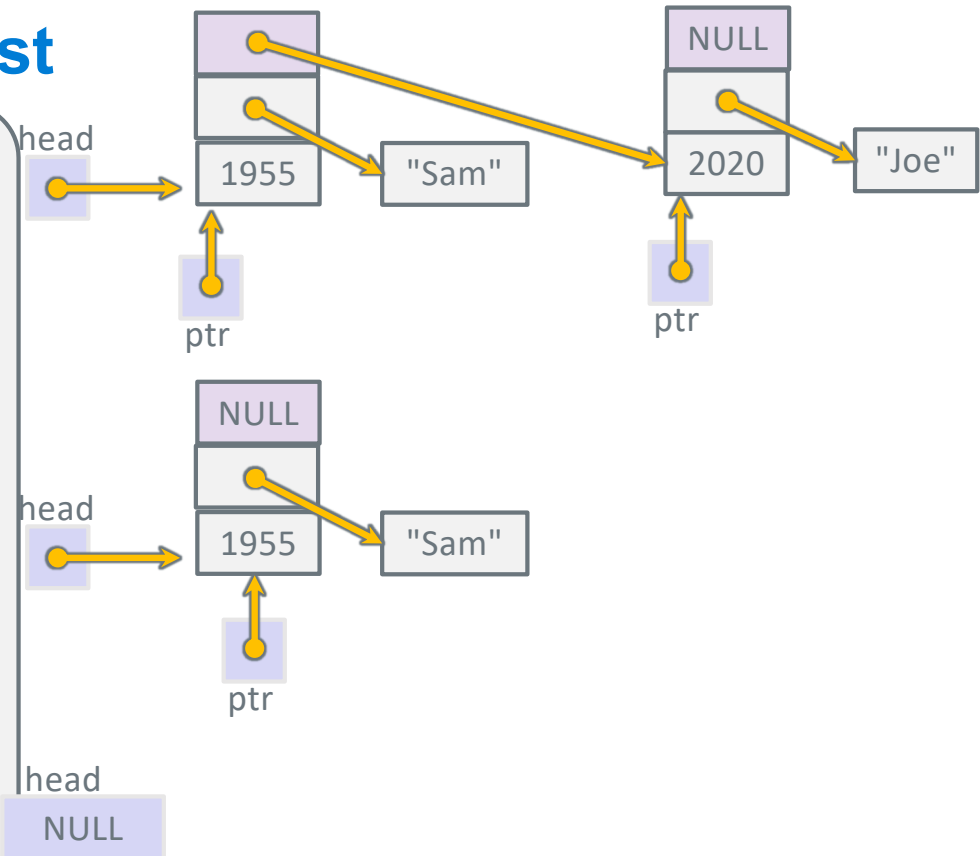 st
NULL
head
1955
"Sam"
2020
"Joe"
ptr
ptr
NULL
head
1955
"Sam"
ptr
head
NULL